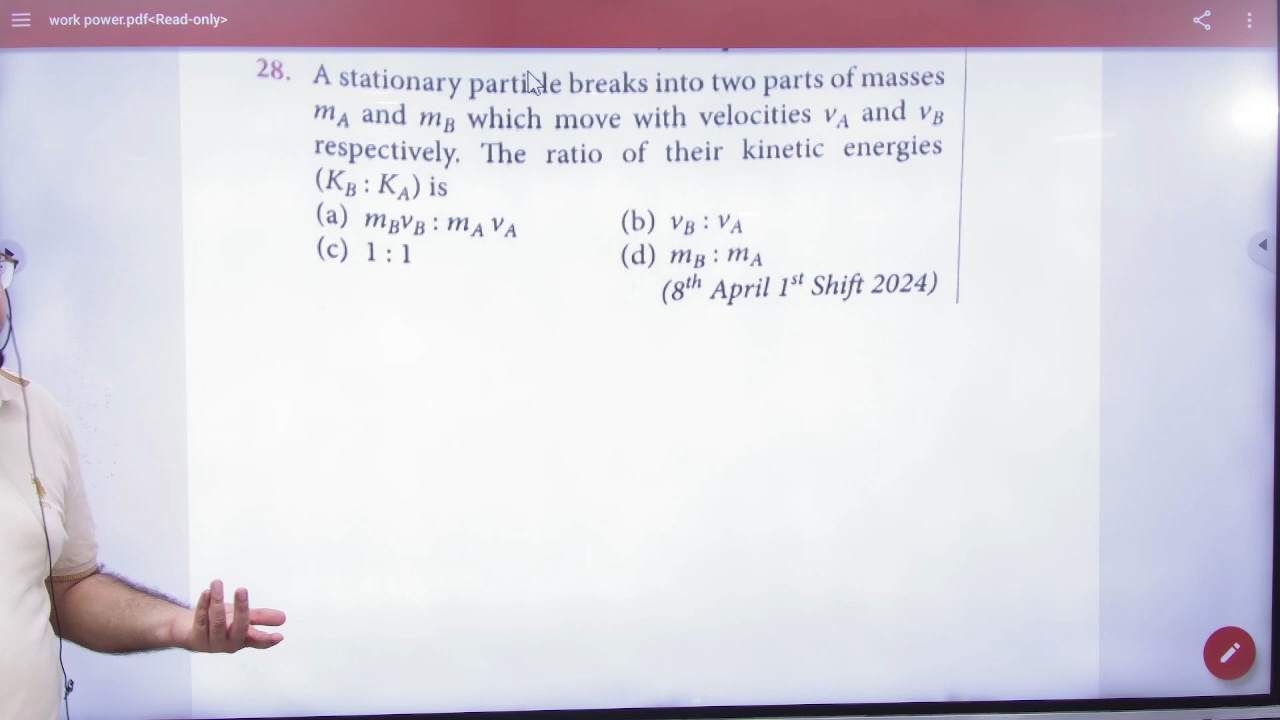 work power.pdf<Read-only>
28. A stationary particle breaks into two parts of masses
m_A and m_B which move with velocities v_A and v_B
respectively. The ratio of their kinetic energies
(K_B : K_A) is
(a) m_Bv_B : m_A v_A (b) v_B : v_A
(c) 1 : 1 (d) m_B : m_A
(8th April 1st Shift 2024)